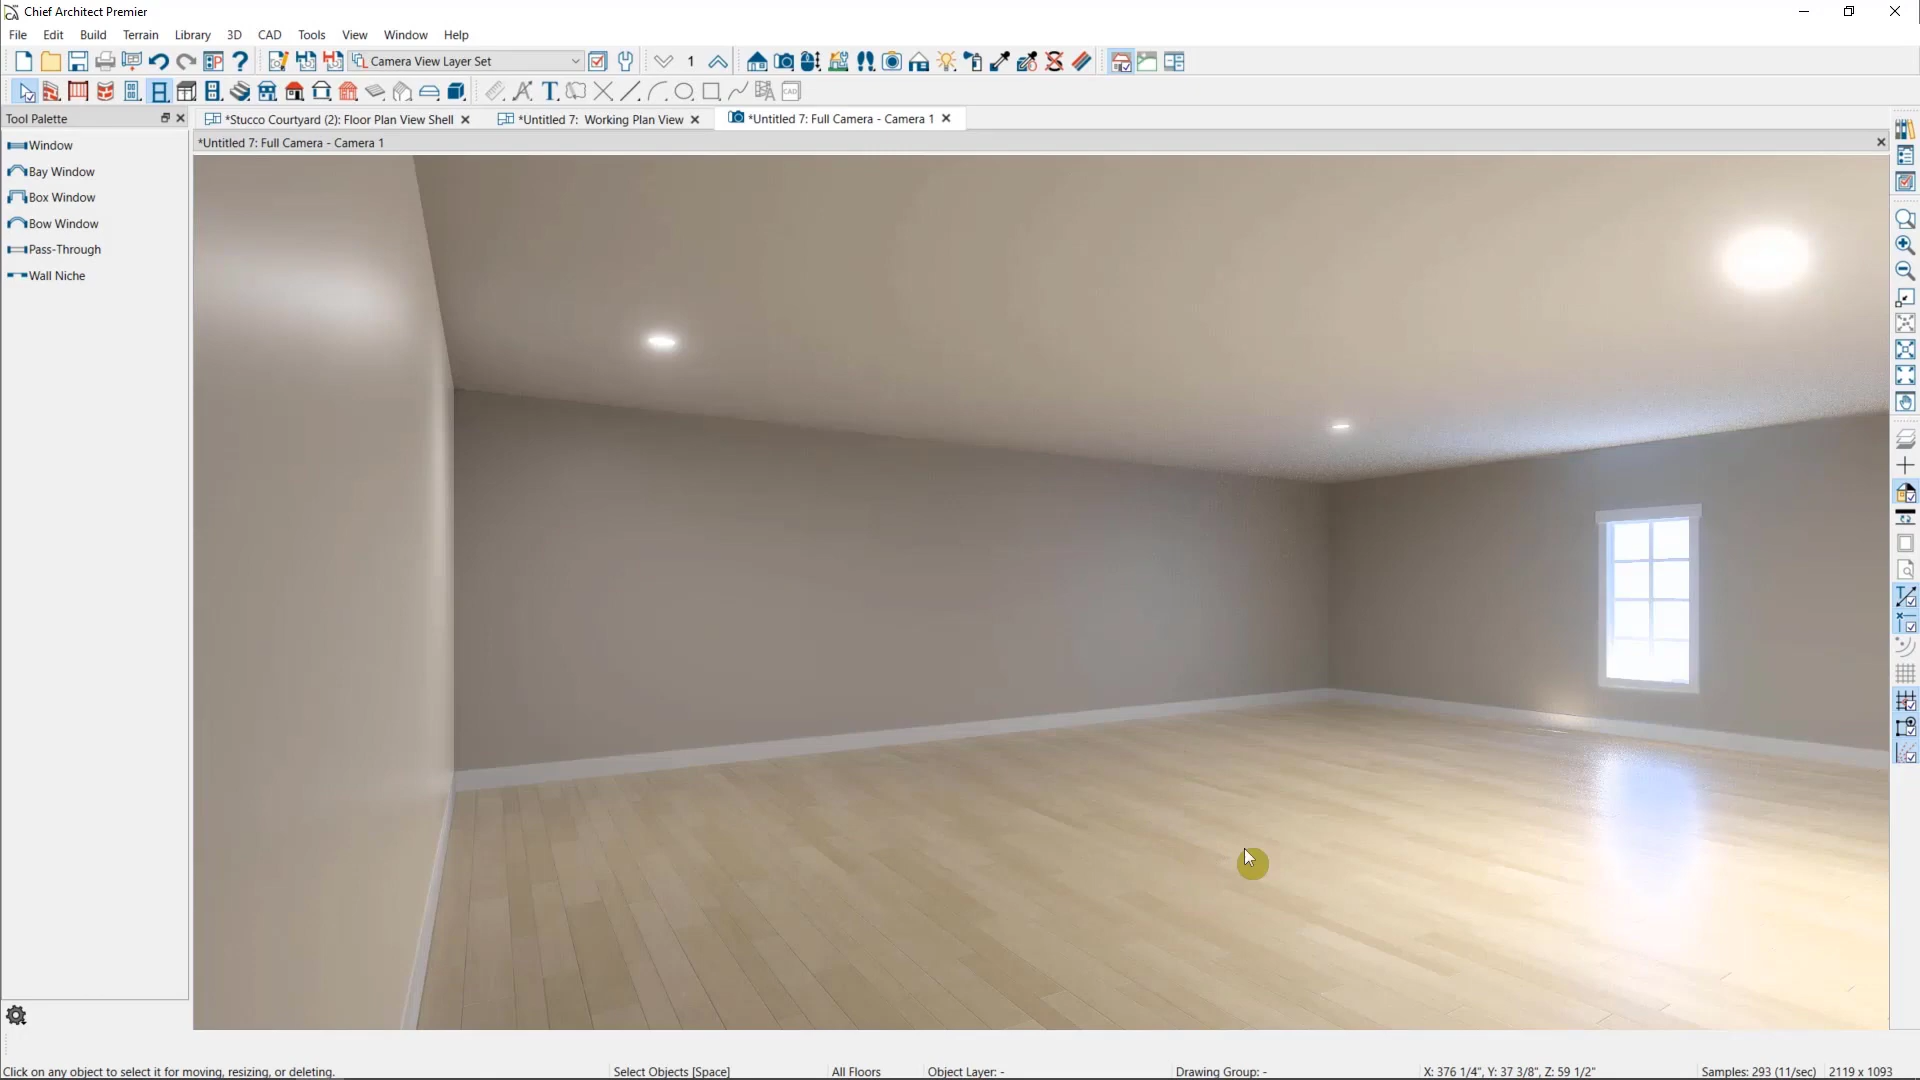 Chief Architect Premier
File Edit Build Terrain Library 3D CAD Tools View Window Help
Camera View Layer Set 1
Tool Palette
*Stucco Courtyard (2): Floor Plan View Shell *Untitled 7: Working Plan View *Untitled 7: Full Camera - Camera 1
*Untitled 7: Full Camera - Camera 1
Window
Bay Window
Box Window
Bow Window
Pass-Through
Wall Niche
Click on any object to select it for moving, resizing, or deleting. Select Objects [Space] All Floors Object Layer: - Drawing Group: - X: 376 1/4", Y: 37 3/8", Z: 59 1/2" Samples: 293 (11/sec) 2119 x 1093